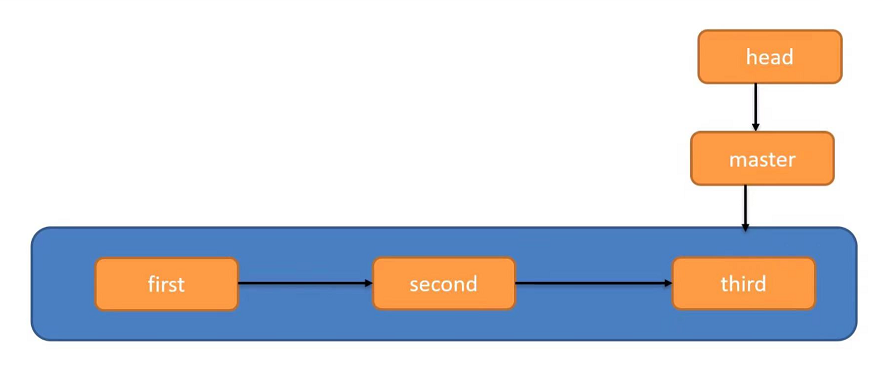 head
master
first
second
third